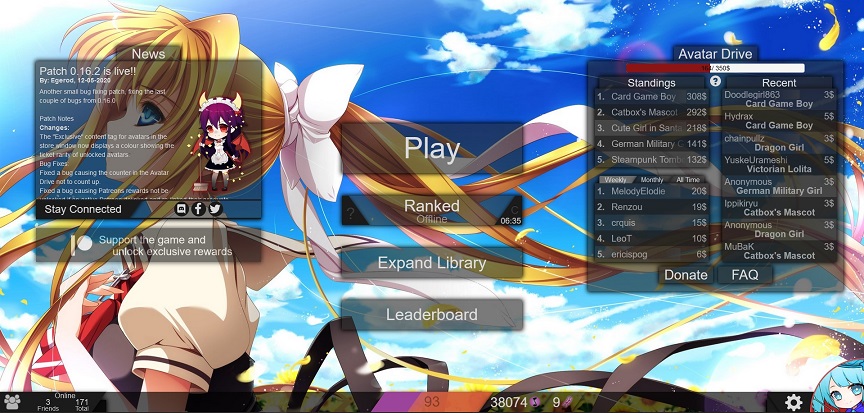 News
Patch 0.16.2 is live!!
By: Egerod, 12-05-2020
Another small bug fixing patch, fixing the last
couple of bugs from 0.16.0
Patch Notes
Changes:
The "Exclusive" content tag for avatars in the
store window now displays a colour showing the
ticket rarity of unlocked avatars.
Bug Fixes:
Fixed a bug causing the counter in the Avatar
Drive not to count up.
Fixed a bug causing Patreons rewards not be
Stay Connected
Support the game and
unlock exclusive rewards
Play
Ranked
Offline
06:35
Expand Library
Leaderboard
Avatar Drive
/ 350$
Standings
?
1. Card Game Boy 308$
2. Catbox's Mascot 292$
3. Cute Girl in Santa 218$
4. German Military G 141$
5. Steampunk Tomb 132$
Weekly Monthly All Time
1. MelodyElodie 20$
2. Renzou 19$
3. crquis 15$
4. LeoT 10$
5. ericispog 6$
Recent
Doodlegirl863 3$
Card Game Boy
Hydrax 5$
Card Game Boy
chainpullz 3$
Dragon Girl
YuskeUrameshi 5$
Victorian Lolita
Anonymous 3$
German Military Girl
Ippikiryu 3$
Catbox's Mascot
Anonymous 3$
Dragon Girl
MuBaK 3$
Catbox's Mascot
Donate
FAQ
Online
3 171
Friends Total
93
38074
9